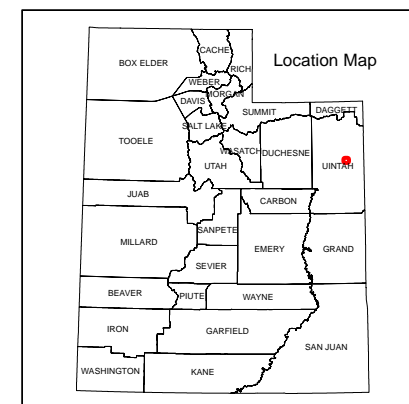 Location Map
BOX ELDER
CACHE
RICH
WEBER
MORGAN
DAVIS
SUMMIT
DAGGETT
SALT LAKE
TOOELE
WASATCH
DUCHESNE
UTAH
UINTAH
JUAB
CARBON
SANPETE
MILLARD
EMERY
GRAND
SEVIER
BEAVER
PIUTE
WAYNE
IRON
GARFIELD
SAN JUAN
WASHINGTON
KANE